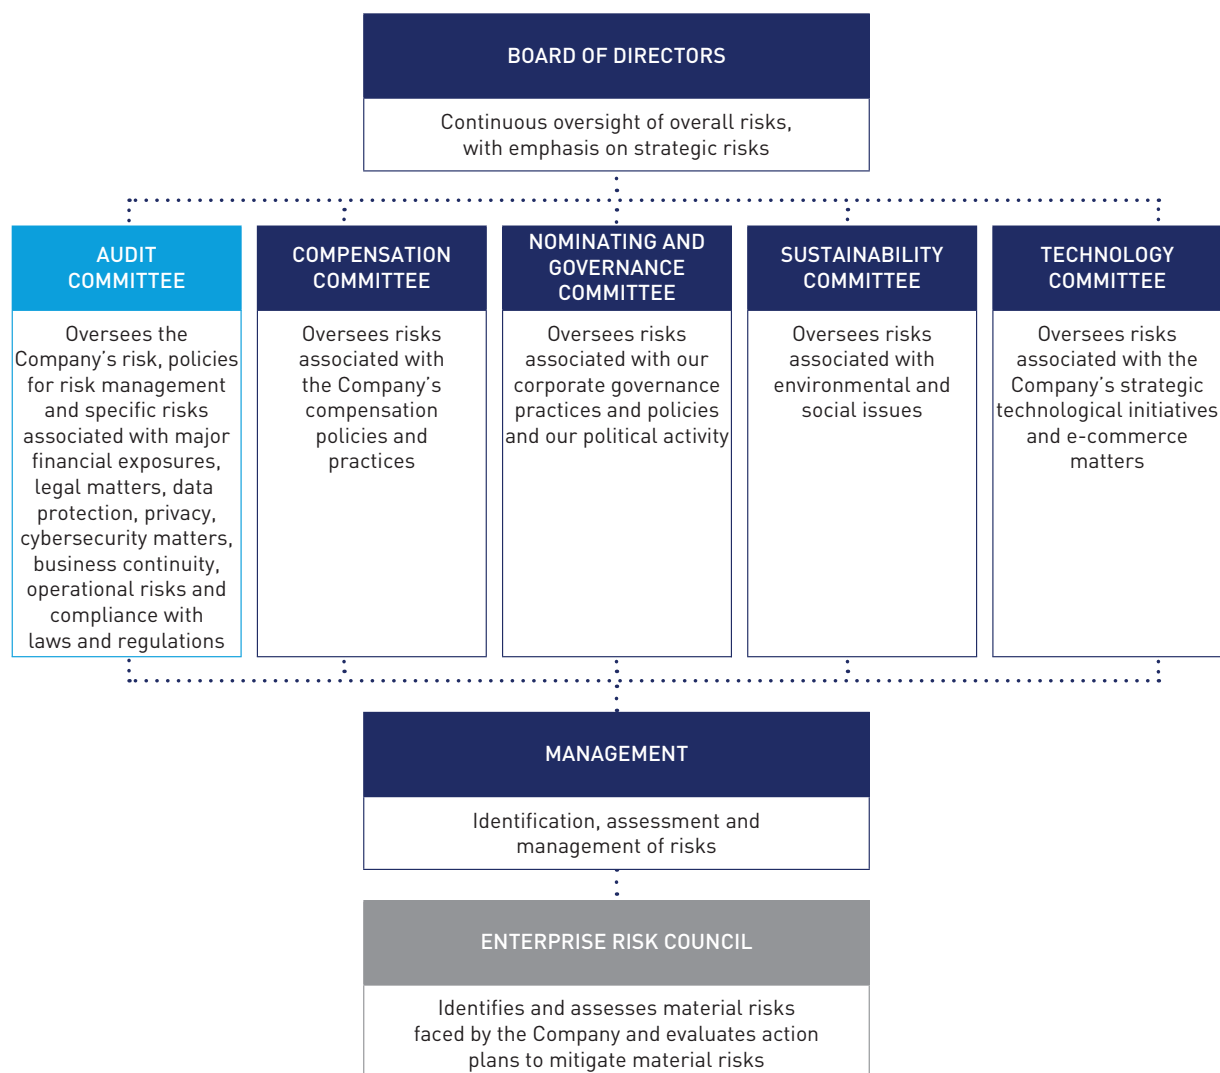 BOARD OF DIRECTORS
Continuous oversight of overall risks,
with emphasis on strategic risks
AUDIT
COMMITTEE
Oversees the
Company’s risk, policies
for risk management
and specific risks
associated with major
financial exposures,
legal matters, data
protection, privacy,
cybersecurity matters,
business continuity,
operational risks and
compliance with
laws and regulations
COMPENSATION
COMMITTEE
Oversees risks
associated with
the Company’s
compensation
policies and
practices
NOMINATING AND
GOVERNANCE
COMMITTEE
Oversees risks
associated with our
corporate governance
practices and policies
and our political activity
SUSTAINABILITY
COMMITTEE
Oversees risks
associated with
environmental and
social issues
TECHNOLOGY
COMMITTEE
Oversees risks
associated with the
Company’s strategic
technological initiatives
and e-commerce
matters
MANAGEMENT
Identification, assessment and
management of risks
ENTERPRISE RISK COUNCIL
Identifies and assesses material risks
faced by the Company and evaluates action
plans to mitigate material risks